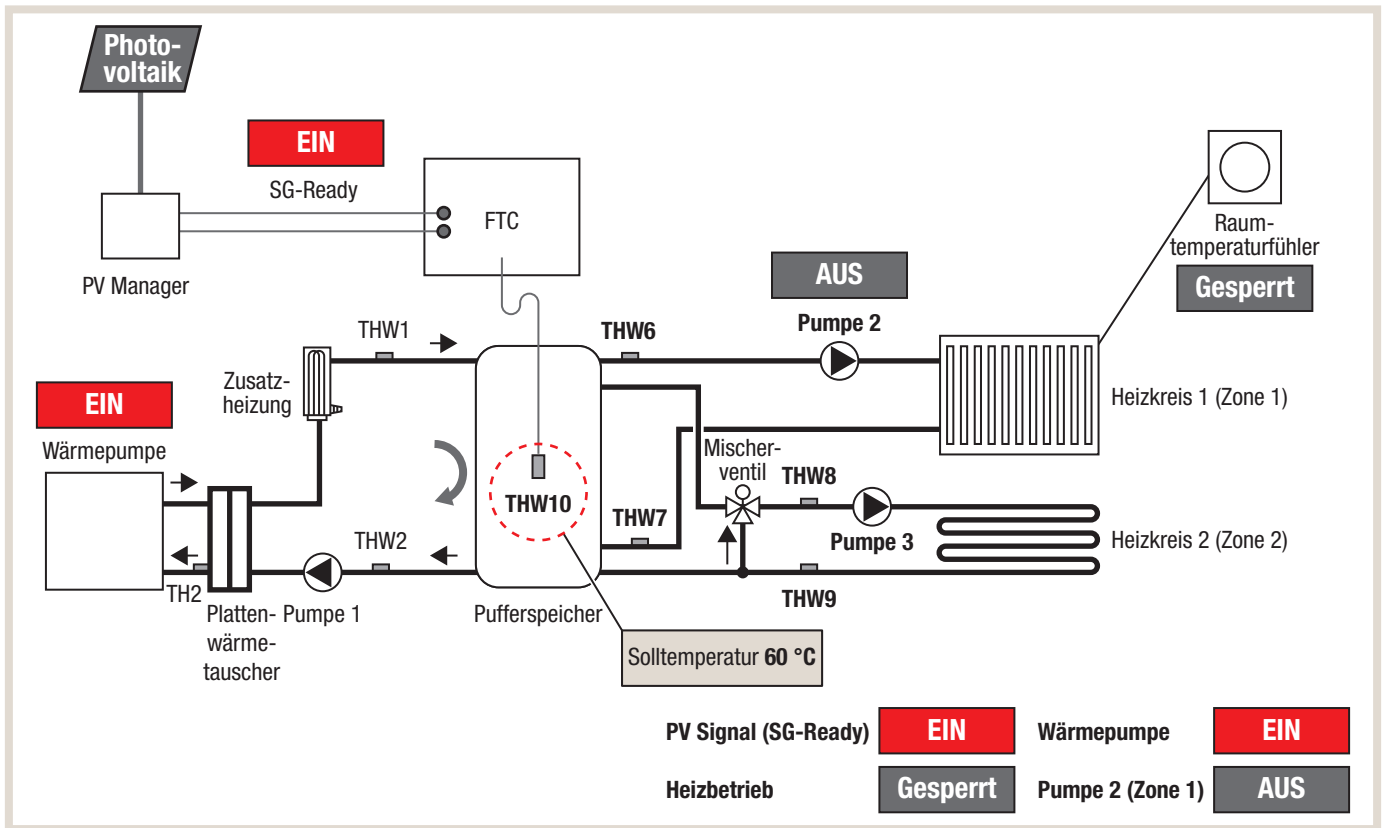 Photo-
voltaik
EIN
SG-Ready
FTC
PV Manager
Raum-
temperaturfühler
Gesperrt
AUS
Pumpe 2
THW1
THW6
Zusatz-
heizung
EIN
Wärmepumpe
Heizkreis 1 (Zone 1)
Mischer-
ventil
THW8
THW10
THW7
THW2
Pumpe 3
Heizkreis 2 (Zone 2)
TH2
THW9
Platten-
wärme-
tauscher
Pumpe 1
Pufferspeicher
Solltemperatur 60 °C
PV Signal (SG-Ready) EIN Wärmepumpe EIN
Heizbetrieb Gesperrt Pumpe 2 (Zone 1) AUS